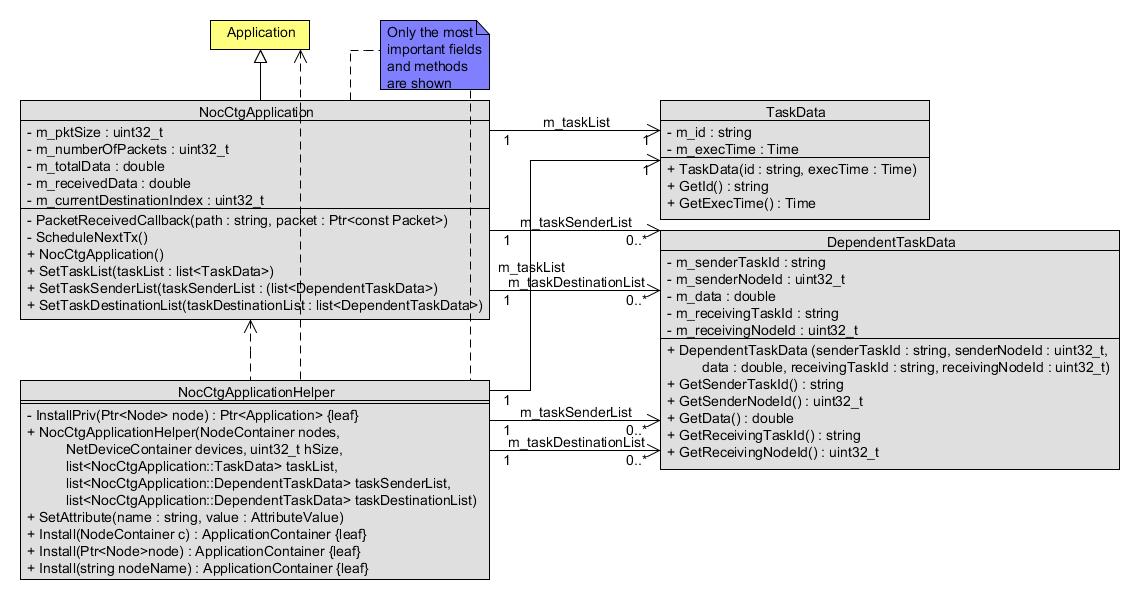 Application
Only the most
important fields
and methods
are shown
NocCtgApplication
- m_pktSize : uint32_t
- m_numberOfPackets : uint32_t
- m_totalData : double
- m_receivedData : double
- m_currentDestinationIndex : uint32_t
- PacketReceivedCallback(path : string, packet : Ptr<const Packet>)
- ScheduleNextTx()
+ NocCtgApplication()
+ SetTaskList(taskList : list<TaskData>)
+ SetTaskSenderList(taskSenderList : (list<DependentTaskData>)
+ SetTaskDestinationList(taskDestinationList : list<DependentTaskData>)
m_taskList
1
1
1
m_taskSenderList
1
0..*
m_taskList
m_taskDestinationList
1
0..*
TaskData
- m_id : string
- m_execTime : Time
+ TaskData(id : string, execTime : Time)
+ GetId() : string
+ GetExecTime() : Time
DependentTaskData
- m_senderTaskId : string
- m_senderNodeId : uint32_t
- m_data : double
- m_receivingTaskId : string
- m_receivingNodeId : uint32_t
+ DependentTaskData (senderTaskId : string, senderNodeId : uint32_t,
data : double, receivingTaskId : string, receivingNodeId : uint32_t)
+ GetSenderTaskId() : string
+ GetSenderNodeId() : uint32_t
+ GetData() : double
+ GetReceivingTaskId() : string
+ GetReceivingNodeId() : uint32_t
NocCtgApplicationHelper
- InstallPriv(Ptr<Node> node) : Ptr<Application> {leaf}
+ NocCtgApplicationHelper(NodeContainer nodes,
NetDeviceContainer devices, uint32_t hSize,
list<NocCtgApplication::TaskData> taskList,
list<NocCtgApplication::DependentTaskData> taskSenderList,
list<NocCtgApplication::DependentTaskData> taskDestinationList)
+ SetAttribute(name : string, value : AttributeValue)
+ Install(NodeContainer c) : ApplicationContainer {leaf}
+ Install(Ptr<Node>node) : ApplicationContainer {leaf}
+ Install(string nodeName) : ApplicationContainer {leaf}
1
m_taskSenderList
1
0..*
m_taskDestinationList
1
0..*